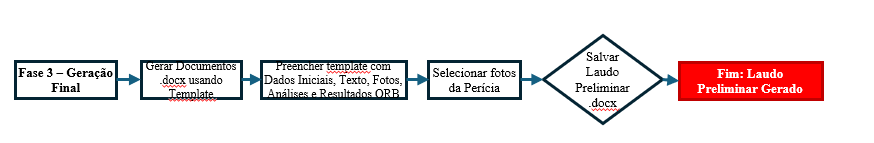 Fase 3 – Geração
Final
Gerar Documentos
.docx usando
Template
Preencher template com
Dados Iniciais, Texto, Fotos,
Análises e Resultados QRB
Selecionar fotos
da Perícia
Salvar
Laudo
Preliminar
.docx
Fim: Laudo
Preliminar Gerado